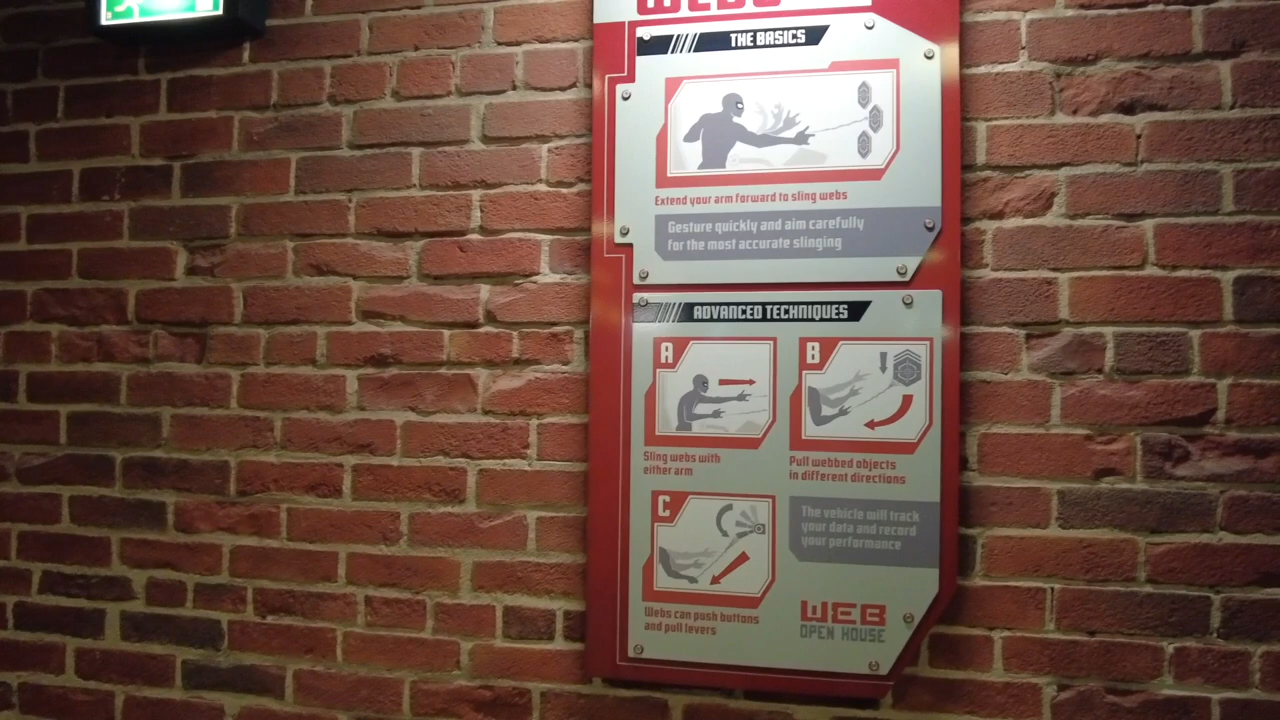 WEBS
THE BASICS
Extend your arm forward to sling webs
Gesture quickly and aim carefully
for the most accurate slinging
ADVANCED TECHNIQUES
A
B
Sling webs with
either arm
Pull webbed objects
in different directions
C
The vehicle will track
your data and record
your performance
Webs can push buttons
and pull levers
WEB
OPEN HOUSE